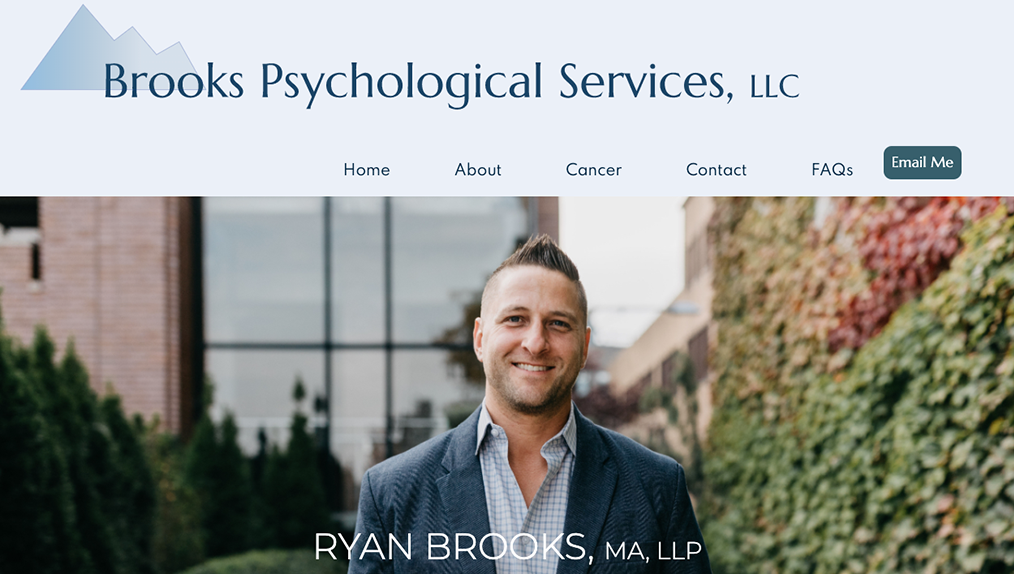 Brooks Psychological Services, LLC
Home About Cancer Contact FAQs Email Me
RYAN BROOKS, MA, LLP